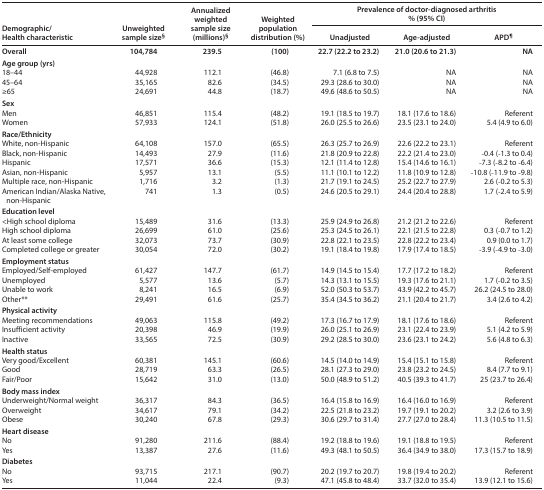 Prevalence of doctor-diagnosed arthritis
% (95% CI)
Demographic/ Health characteristic | Unweighted sample size§ | Annualized weighted sample size (millions)§ | Weighted population distribution (%) | Unadjusted | Age-adjusted | APD¶
Overall 104,784 239.5 (100) 22.7 (22.2 to 23.2) 21.0 (20.6 to 21.3) NA
Age group (yrs)
18–44 44,928 112.1 (46.8) 7.1 (6.8 to 7.5) NA NA
45–64 35,165 82.6 (34.5) 29.3 (28.6 to 30.0) NA NA
≥65 24,691 44.8 (18.7) 49.6 (48.6 to 50.5) NA NA
Sex
Men 46,851 115.4 (48.2) 19.1 (18.5 to 19.7) 18.1 (17.6 to 18.6) Referent
Women 57,933 124.1 (51.8) 26.0 (25.5 to 26.6) 23.5 (23.1 to 24.0) 5.4 (4.9 to 6.0)
Race/Ethnicity
White, non-Hispanic 64,108 157.0 (65.5) 26.3 (25.7 to 26.9) 22.6 (22.2 to 23.1) Referent
Black, non-Hispanic 14,493 27.9 (11.6) 21.8 (20.9 to 22.8) 22.2 (21.4 to 23.0) -0.4 (-1.3 to 0.4)
Hispanic 17,571 36.6 (15.3) 12.1 (11.4 to 12.8) 15.4 (14.6 to 16.1) -7.3 (-8.2 to -6.4)
Asian, non-Hispanic 5,957 13.1 (5.5) 11.1 (10.1 to 12.2) 11.8 (10.9 to 12.8) -10.8 (-11.9 to -9.8)
Multiple race, non-Hispanic 1,716 3.2 (1.3) 21.7 (19.1 to 24.5) 25.2 (22.7 to 27.9) 2.6 (-0.2 to 5.3)
American Indian/Alaska Native, 741 1.3 (0.5) 24.6 (20.5 to 29.1) 24.4 (20.4 to 28.8) 1.7 (-2.4 to 5.9)
non-Hispanic
Education level
<High school diploma 15,489 31.6 (13.3) 25.9 (24.9 to 26.8) 21.2 (21.2 to 22.6) Referent
High school diploma 26,699 61.0 (25.6) 25.3 (24.5 to 26.1) 22.1 (21.5 to 22.8) 0.3 (-0.7 to 1.2)
At least some college 32,073 73.7 (30.9) 22.8 (22.1 to 23.5) 22.8 (22.2 to 23.4) 0.9 (0.0 to 1.7)
Completed college or greater 30,054 72.0 (30.2) 19.1 (18.4 to 19.8) 17.9 (17.4 to 18.5) -3.9 (-4.9 to -3.0)
Employment status
Employed/Self-employed 61,427 147.7 (61.7) 14.9 (14.5 to 15.4) 17.7 (17.2 to 18.2) Referent
Unemployed 5,577 13.6 (5.7) 14.3 (13.1 to 15.5) 19.3 (17.6 to 21.1) 1.7 (-0.2 to 3.5)
Unable to work 8,241 16.5 (6.9) 52.0 (50.3 to 53.7) 43.9 (42.2 to 45.7) 26.2 (24.5 to 28.0)
Other** 29,491 61.6 (25.7) 35.4 (34.5 to 36.2) 21.1 (20.4 to 21.7) 3.4 (2.6 to 4.2)
Physical activity
Meeting recommendations 49,063 115.8 (49.2) 17.3 (16.7 to 17.9) 18.1 (17.6 to 18.6) Referent
Insufficient activity 20,398 46.9 (19.9) 26.0 (25.1 to 26.9) 23.1 (22.4 to 23.9) 5.1 (4.2 to 5.9)
Inactive 33,565 72.5 (30.9) 29.2 (28.5 to 30.0) 23.6 (23.1 to 24.2) 5.6 (4.8 to 6.3)
Health status
Very good/Excellent 60,381 145.1 (60.6) 14.5 (14.0 to 14.9) 15.4 (15.1 to 15.8) Referent
Good 28,719 63.3 (26.5) 28.1 (27.3 to 29.0) 23.8 (23.2 to 24.5) 8.4 (7.7 to 9.1)
Fair/Poor 15,642 31.0 (13.0) 50.0 (48.9 to 51.2) 40.5 (39.3 to 41.7) 25 (23.7 to 26.4)
Body mass index
Underweight/Normal weight 36,317 84.3 (36.5) 16.4 (15.8 to 16.9) 16.4 (16.0 to 16.9) Referent
Overweight 34,617 79.1 (34.2) 22.5 (21.8 to 23.2) 19.7 (19.1 to 20.2) 3.2 (2.6 to 3.9)
Obese 30,240 67.8 (29.3) 30.6 (29.7 to 31.4) 27.7 (27.0 to 28.4) 11.3 (10.5 to 11.5)
Heart disease
No 91,280 211.6 (88.4) 19.2 (18.8 to 19.6) 19.1 (18.8 to 19.5) Referent
Yes 13,387 27.6 (11.6) 49.3 (48.1 to 50.5) 36.4 (34.9 to 38.0) 17.3 (15.7 to 18.9)
Diabetes
No 93,715 217.1 (90.7) 20.2 (19.7 to 20.7) 19.8 (19.4 to 20.2) Referent
Yes 11,044 22.4 (9.3) 47.1 (45.8 to 48.4) 33.7 (32.0 to 35.4) 13.9 (12.1 to 15.6)